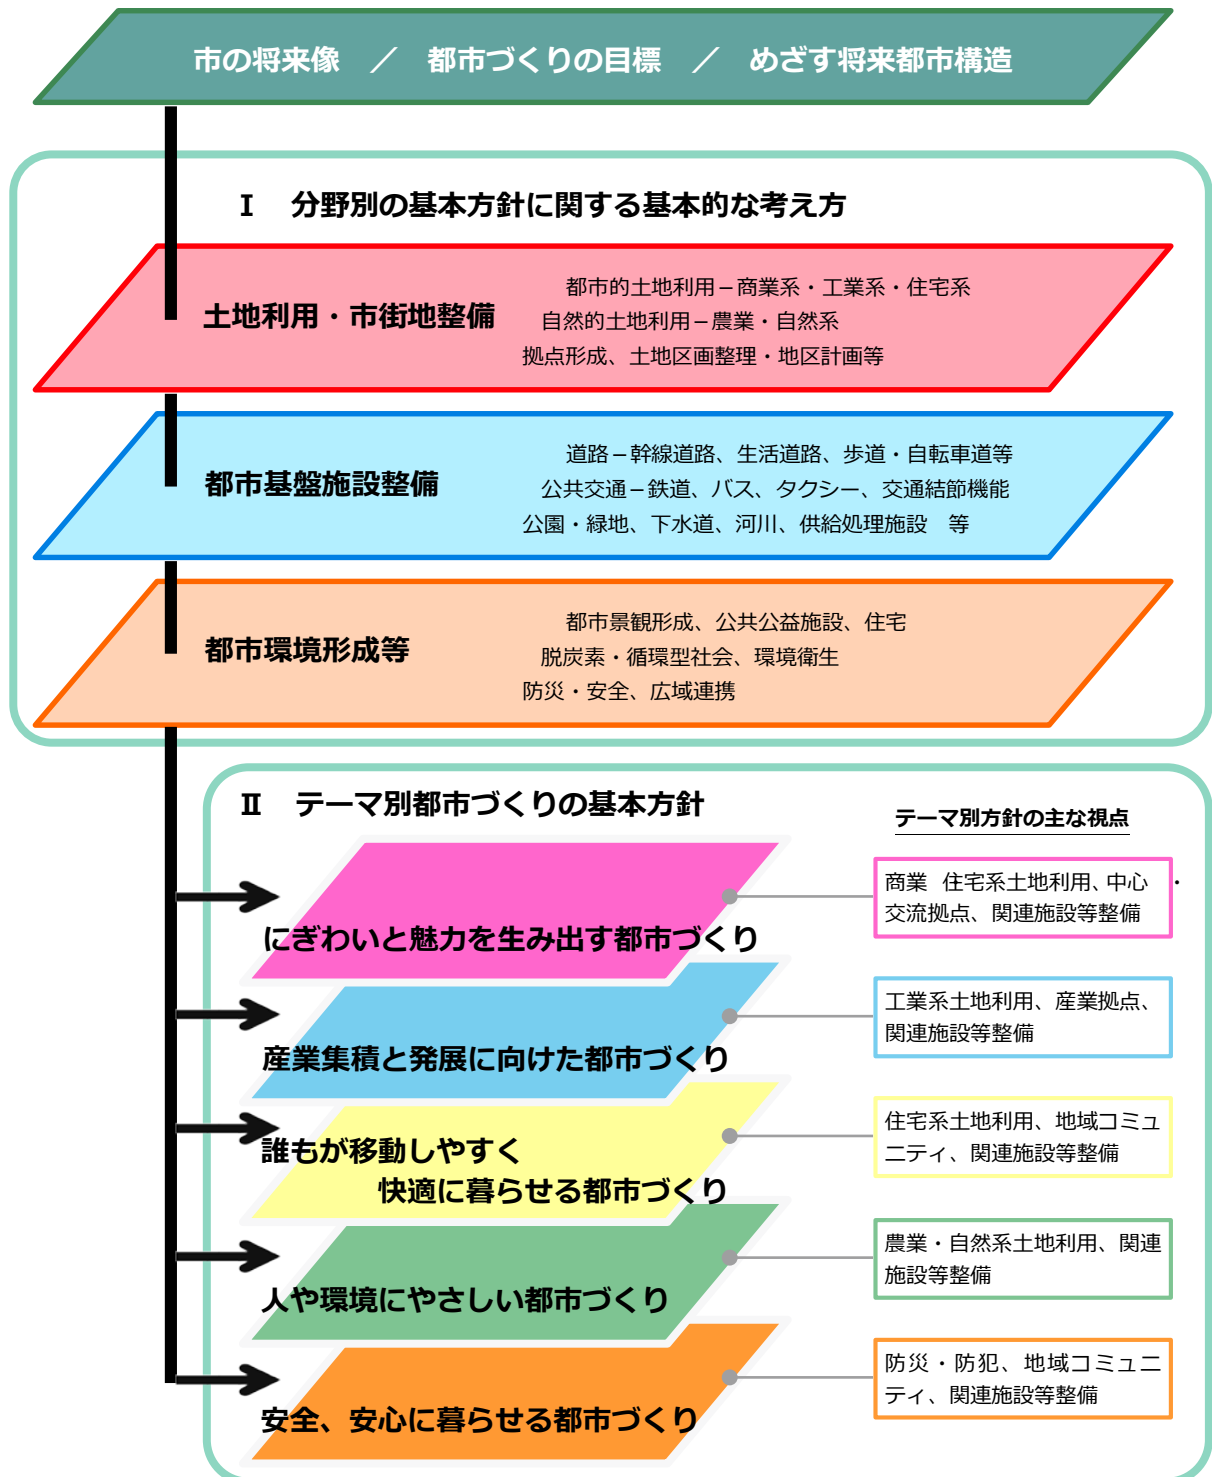 市の将来像　／　都市づくりの目標　／　めざす将来都市構造
Ⅰ　分野別の基本方針に関する基本的な考え方
土地利用・市街地整備
都市的土地利用－商業系・工業系・住宅系
自然的土地利用－農業・自然系
拠点形成、土地区画整理・地区計画等
都市基盤施設整備
道路－幹線道路、生活道路、歩道・自転車道等
公共交通－鉄道、バス、タクシー、交通結節機能
公園・緑地、下水道、河川、供給処理施設　等
都市環境形成等
都市景観形成、公共公益施設、住宅
脱炭素・循環型社会、環境衛生
防災・安全、広域連携
Ⅱ　テーマ別都市づくりの基本方針
テーマ別方針の主な視点
にぎわいと魅力を生み出す都市づくり
商業　住宅系土地利用、中心　・
交流拠点、関連施設等整備
産業集積と発展に向けた都市づくり
工業系土地利用、産業拠点、
関連施設等整備
誰もが移動しやすく
快適に暮らせる都市づくり
住宅系土地利用、地域コミュ
ニティ、関連施設等整備
人や環境にやさしい都市づくり
農業・自然系土地利用、関連
施設等整備
安全、安心に暮らせる都市づくり
防災・防犯、地域コミュニ
ティ、関連施設等整備